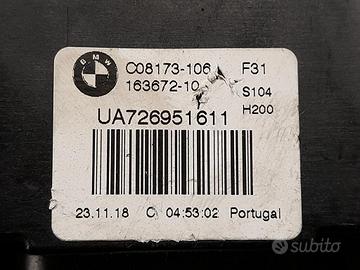 BMW
C08173-106 F31
163672-10 S104
H200
UA726951611
23.11.18 C 04:53:02 Portugal
subito